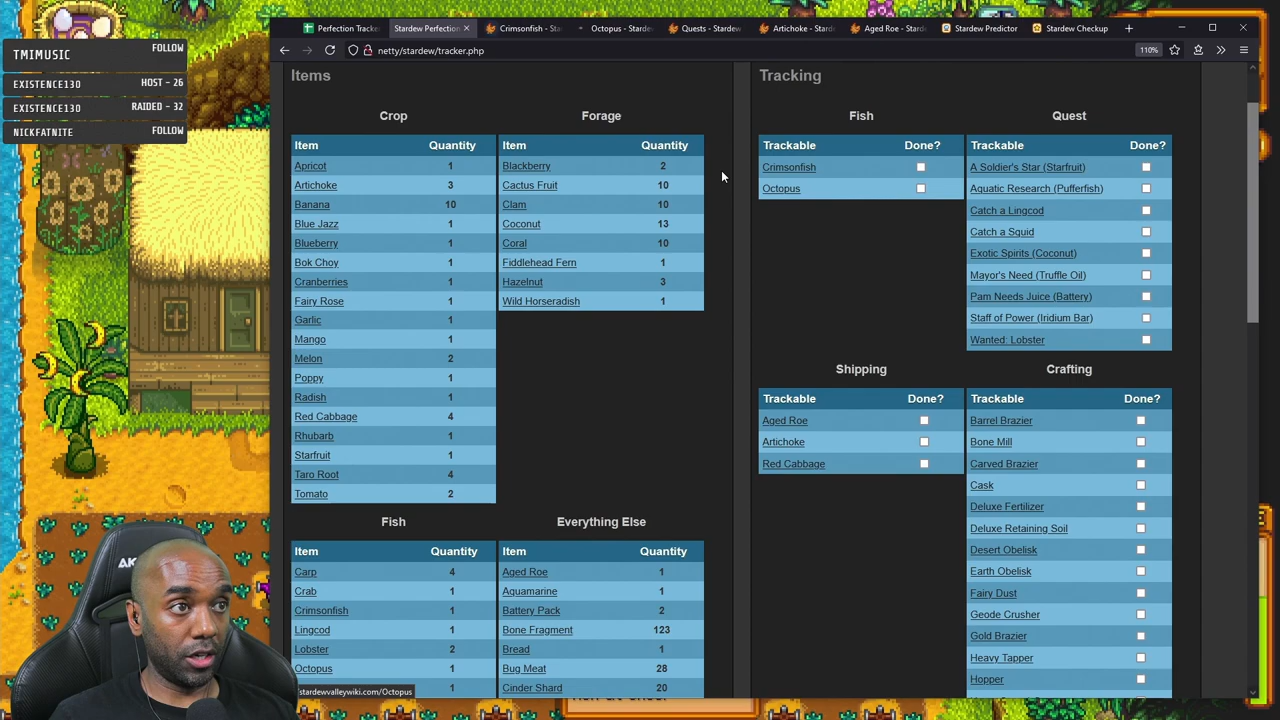 TMIMUSIC FOLLOW
EXISTENCE130 HOST - 26
EXISTENCE130 RAIDED - 32
NICKFATNITE FOLLOW
Perfection Tracke
Stardew Perfection
Crimsonfish - Sta
Octopus - Stardew
Quests - Stardew
Artichoke - Stard
Aged Roe - Stard
Stardew Predictor
Stardew Checkup
netty/stardew/tracker.php
110%
Items
Crop
Item Quantity
Apricot 1
Artichoke 3
Banana 10
Blue Jazz 1
Blueberry 1
Bok Choy 1
Cranberries 1
Fairy Rose 1
Garlic 1
Mango 1
Melon 2
Poppy 1
Radish 1
Red Cabbage 4
Rhubarb 1
Starfruit 1
Taro Root 4
Tomato 2
Forage
Item Quantity
Blackberry 2
Cactus Fruit 10
Clam 10
Coconut 13
Coral 10
Fiddlehead Fern 1
Hazelnut 3
Wild Horseradish 1
Fish
Item Quantity
Carp 4
Crab 1
Crimsonfish 1
Lingcod 1
Lobster 2
Octopus 1
1
Everything Else
Item Quantity
Aged Roe 1
Aquamarine 1
Battery Pack 2
Bone Fragment 123
Bread 1
Bug Meat 28
Cinder Shard 20
Tracking
Fish
Trackable Done?
Crimsonfish
Octopus
Quest
Trackable Done?
A Soldier's Star (Starfruit)
Aquatic Research (Pufferfish)
Catch a Lingcod
Catch a Squid
Exotic Spirits (Coconut)
Mayor's Need (Truffle Oil)
Pam Needs Juice (Battery)
Staff of Power (Iridium Bar)
Wanted: Lobster
Shipping
Trackable Done?
Aged Roe
Artichoke
Red Cabbage
Crafting
Trackable Done?
Barrel Brazier
Bone Mill
Carved Brazier
Cask
Deluxe Fertilizer
Deluxe Retaining Soil
Desert Obelisk
Earth Obelisk
Fairy Dust
Geode Crusher
Gold Brazier
Heavy Tapper
Hopper
stardewvalleywiki.com/Octopus